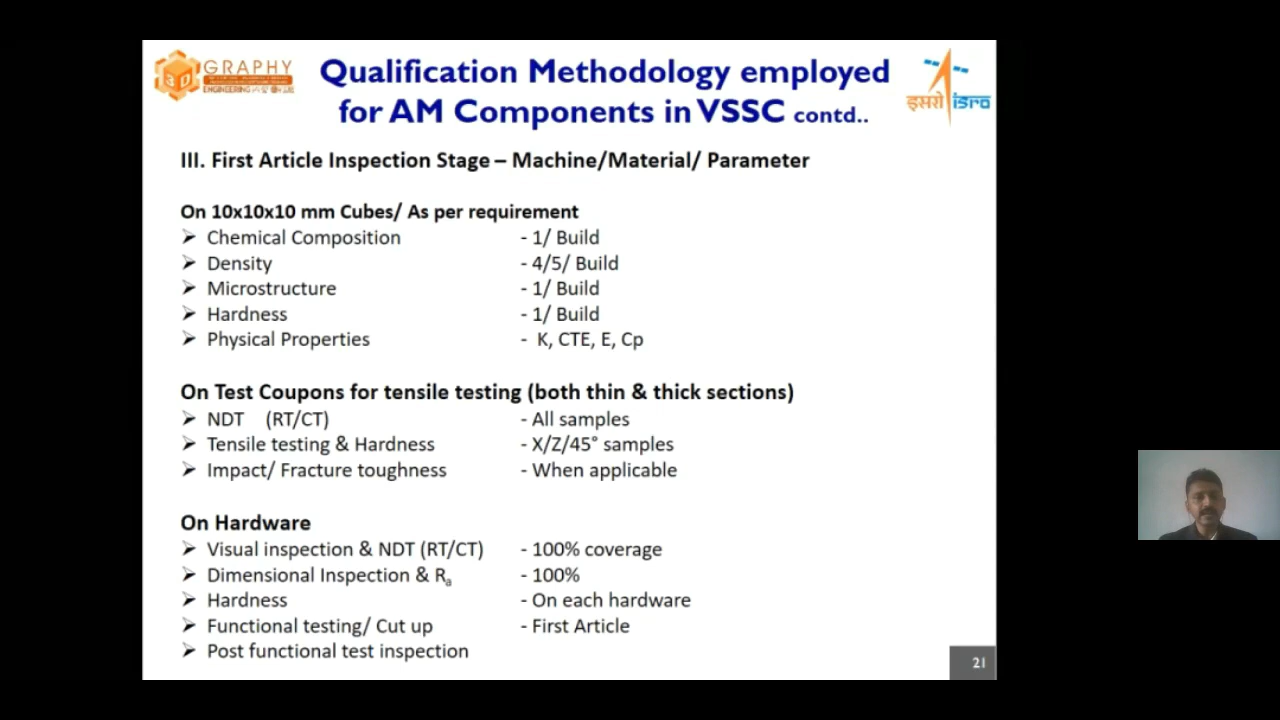 3D
GRAPHY
ENGINEERING
Qualification Methodology employed
for AM Components in VSSC contd..
इसरो isro
III. First Article Inspection Stage – Machine/Material/ Parameter
On 10x10x10 mm Cubes/ As per requirement
➢ Chemical Composition - 1/ Build
➢ Density - 4/5/ Build
➢ Microstructure - 1/ Build
➢ Hardness - 1/ Build
➢ Physical Properties - K, CTE, E, Cp
On Test Coupons for tensile testing (both thin & thick sections)
➢ NDT (RT/CT) - All samples
➢ Tensile testing & Hardness - X/Z/45° samples
➢ Impact/ Fracture toughness - When applicable
On Hardware
➢ Visual inspection & NDT (RT/CT) - 100% coverage
➢ Dimensional Inspection & Ra - 100%
➢ Hardness - On each hardware
➢ Functional testing/ Cut up - First Article
➢ Post functional test inspection
21